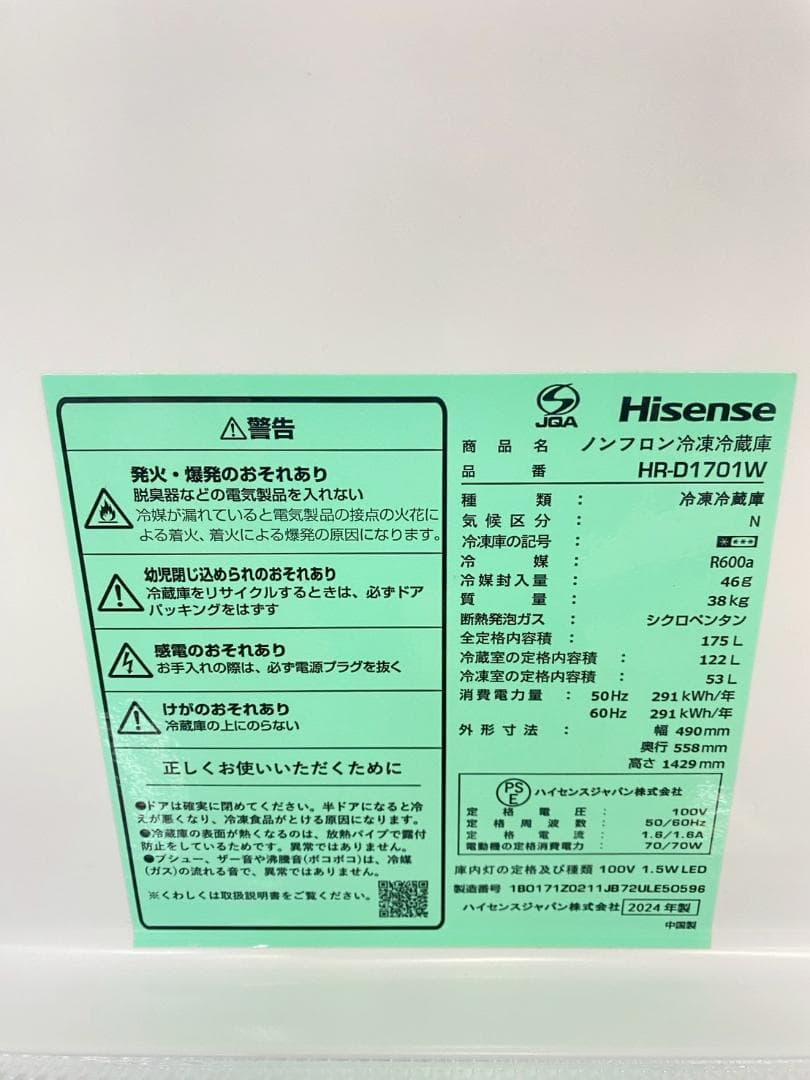 ⚠警告
発火・爆発のおそれあり
脱臭器などの電気製品を入れない
冷媒が漏れていると電気製品の接点の火花に
よる着火、着火による爆発の原因になります。
幼児閉じ込められのおそれあり
冷蔵庫をリサイクルするときは、必ずドア
パッキングをはずす
感電のおそれあり
お手入れの際は、必ず電源プラグを抜く
けがのおそれあり
冷蔵庫の上にのらない
正しくお使いいただくために
●ドアは確実に閉めてください。半ドアになると冷
えが悪くなり、冷凍食品がとける原因になります。
●冷蔵庫の表面が熱くなるのは、放熱パイプで露付
防止をしているためです。異常ではありません。
●プシュー、ザー音や沸騰音(ボコボコ)は、冷媒
(ガス)の流れる音で、異常ではありません。
※くわしくは取扱説明書をご覧ください。
JQA
Hisense
商品名 ノンフロン冷凍冷蔵庫
品番 HR-D1701W
種類: 冷凍冷蔵庫
気候区分: N
冷凍庫の記号: ****
冷媒: R600a
冷媒封入量: 46g
質量: 38kg
断熱発泡ガス: シクロペンタン
全定格内容積: 175L
冷蔵室の定格内容積: 122L
冷凍室の定格内容積: 53L
消費電力量: 50Hz 291kWh/年
60Hz 291kWh/年
外形寸法: 幅 490mm
奥行 558mm
高さ 1429mm
PSE ハイセンスジャパン株式会社
定格電圧: 100V
定格周波数: 50/60Hz
定格電流: 1.6/1.6A
電動機の定格消費電力: 70/70W
庫内灯の定格及び種類 100V 1.5W LED
製造番号 1B0171Z0211JB72ULE50596
ハイセンスジャパン株式会社 2024年製
中国製